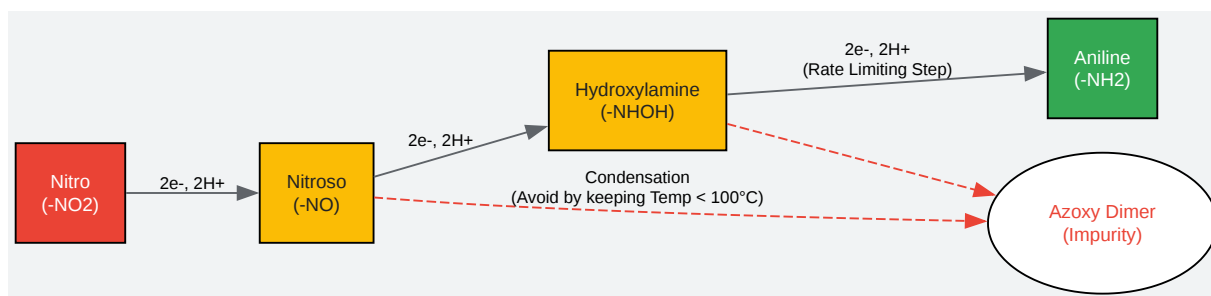 Nitro
(-NO2)
2e-, 2H+
Nitroso
(-NO)
2e-, 2H+
Hydroxylamine
(-NHOH)
2e-, 2H+
(Rate Limiting Step)
Aniline
(-NH2)
Condensation
(Avoid by keeping Temp < 100°C)
Azoxy Dimer
(Impurity)